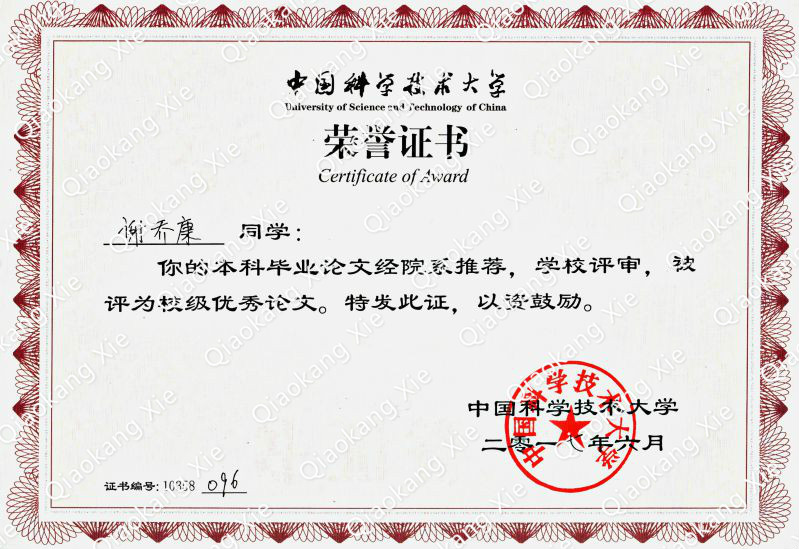 中国科学技术大学
University of Science and Technology of China
荣誉证书
Certificate of Award
谢乔康 同学：
你的本科毕业论文经院系推荐，学校评审，被
评为校级优秀论文。特发此证，以资鼓励。
中国科学技术大学
二零一七年六月
中国科学技术大学
证书编号: 10358 096
Qiaokang Xie